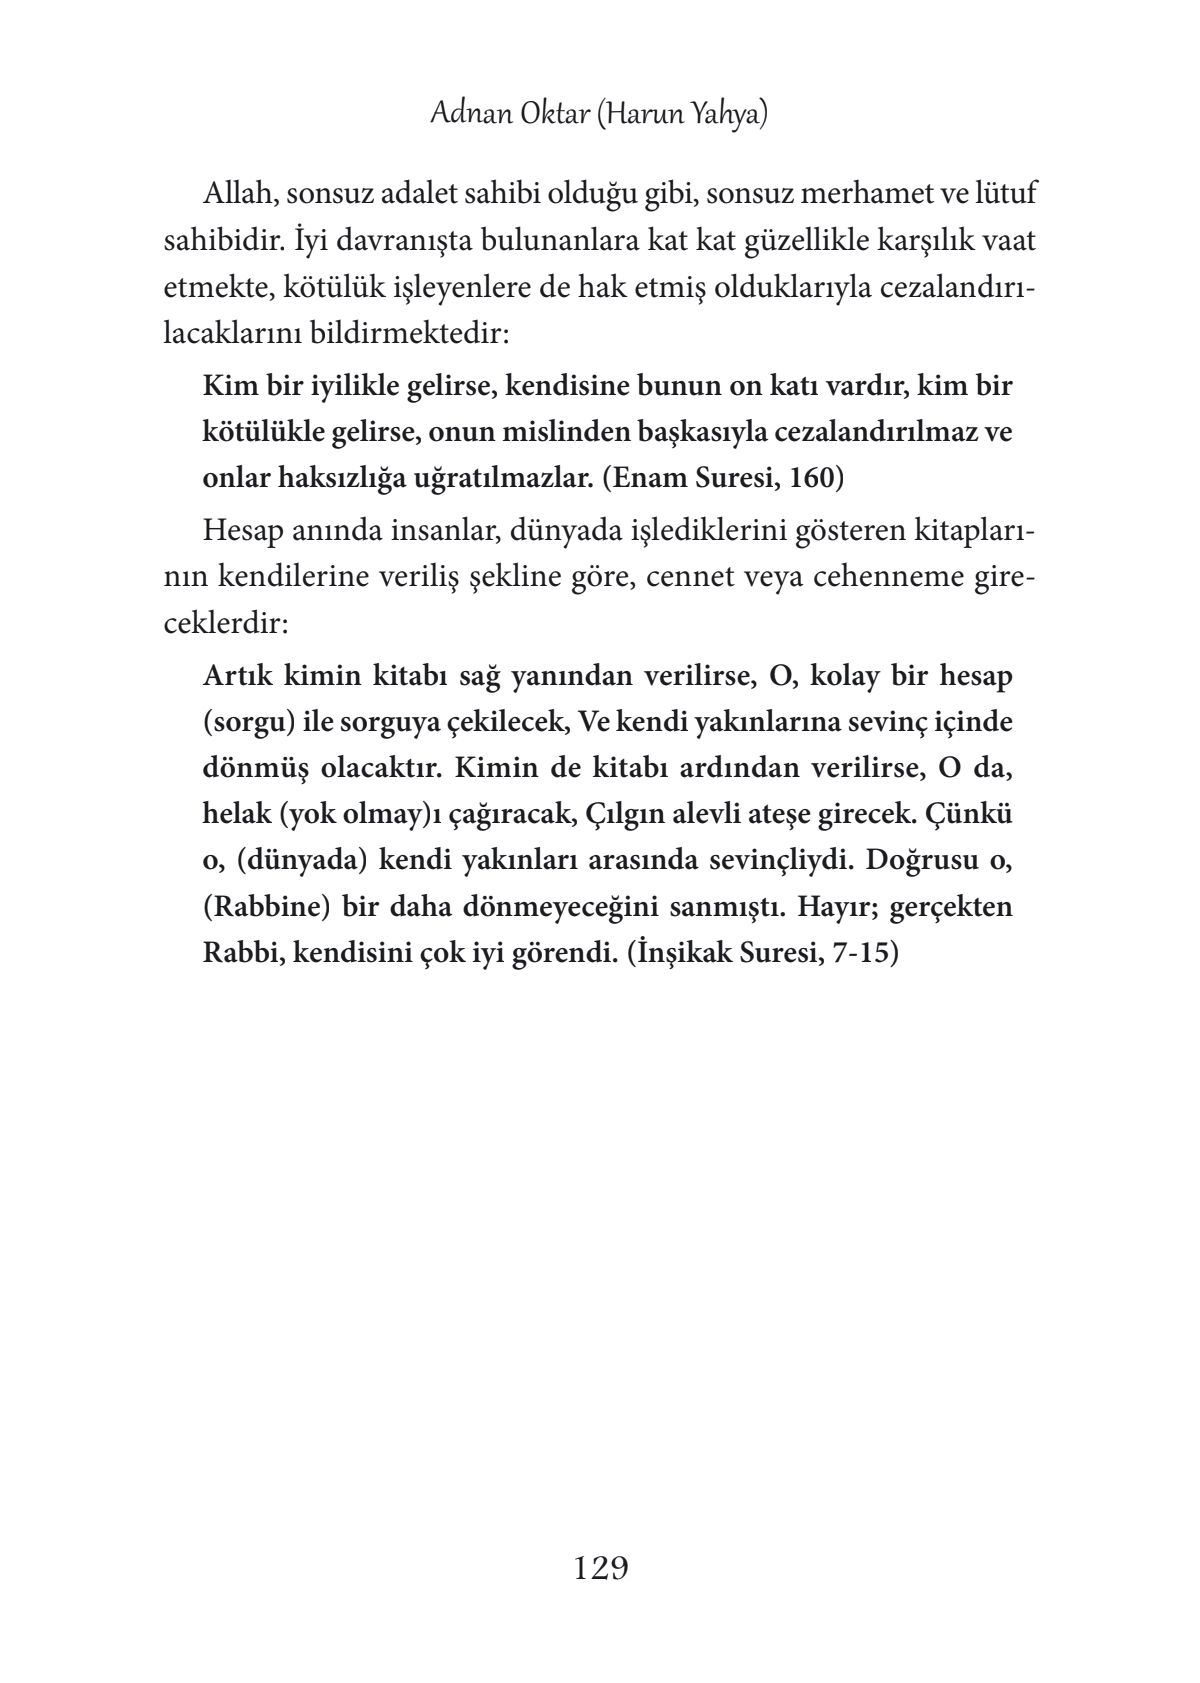 Adnan Oktar (Harun Yahya)
Allah, sonsuz adalet sahibi olduğu gibi, sonsuz merhamet ve lütuf
sahibidir. İyi davranışta bulunanlara kat kat güzellikle karşılık vaat
etmekte, kötülük işleyenlere de hak etmiş olduklarıyla cezalandırı-
lacaklarını bildirmektedir:
Kim bir iyilikle gelirse, kendisine bunun on katı vardır, kim bir
kötülükle gelirse, onun mislinden başkasıyla cezalandırılmaz ve
onlar haksızlığa uğratılmazlar. (Enam Suresi, 160)
Hesap anında insanlar, dünyada işlediklerini gösteren kitapları-
nın kendilerine veriliş şekline göre, cennet veya cehenneme gire-
ceklerdir:
Artık kimin kitabı sağ yanından verilirse, O, kolay bir hesap
(sorgu) ile sorguya çekilecek, Ve kendi yakınlarına sevinç içinde
dönmüş olacaktır. Kimin de kitabı ardından verilirse, O da,
helak (yok olmay)ı çağıracak, Çılgın alevli ateşe girecek. Çünkü
o, (dünyada) kendi yakınları arasında sevinçliydi. Doğrusu o,
(Rabbine) bir daha dönmeyeceğini sanmıştı. Hayır; gerçekten
Rabbi, kendisini çok iyi görendi. (İnşikak Suresi, 7-15)
129